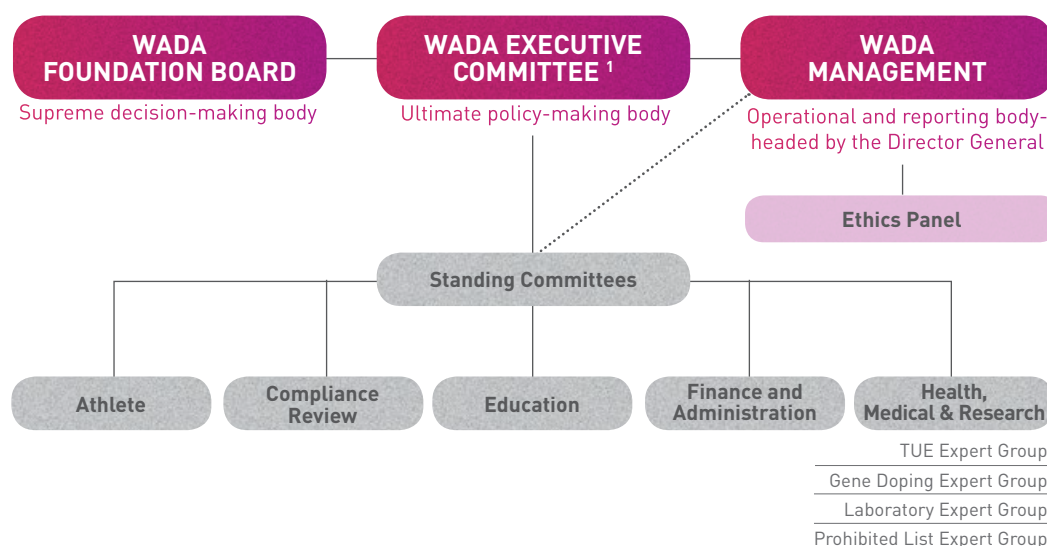 WADA
FOUNDATION BOARD
WADA EXECUTIVE
COMMITTEE 1
WADA
MANAGEMENT
Supreme decision-making body
Ultimate policy-making body
Operational and reporting body-
headed by the Director General
Ethics Panel
Standing Committees
Athlete
Compliance
Review
Education
Finance and
Administration
Health,
Medical & Research
TUE Expert Group
Gene Doping Expert Group
Laboratory Expert Group
Prohibited List Expert Group